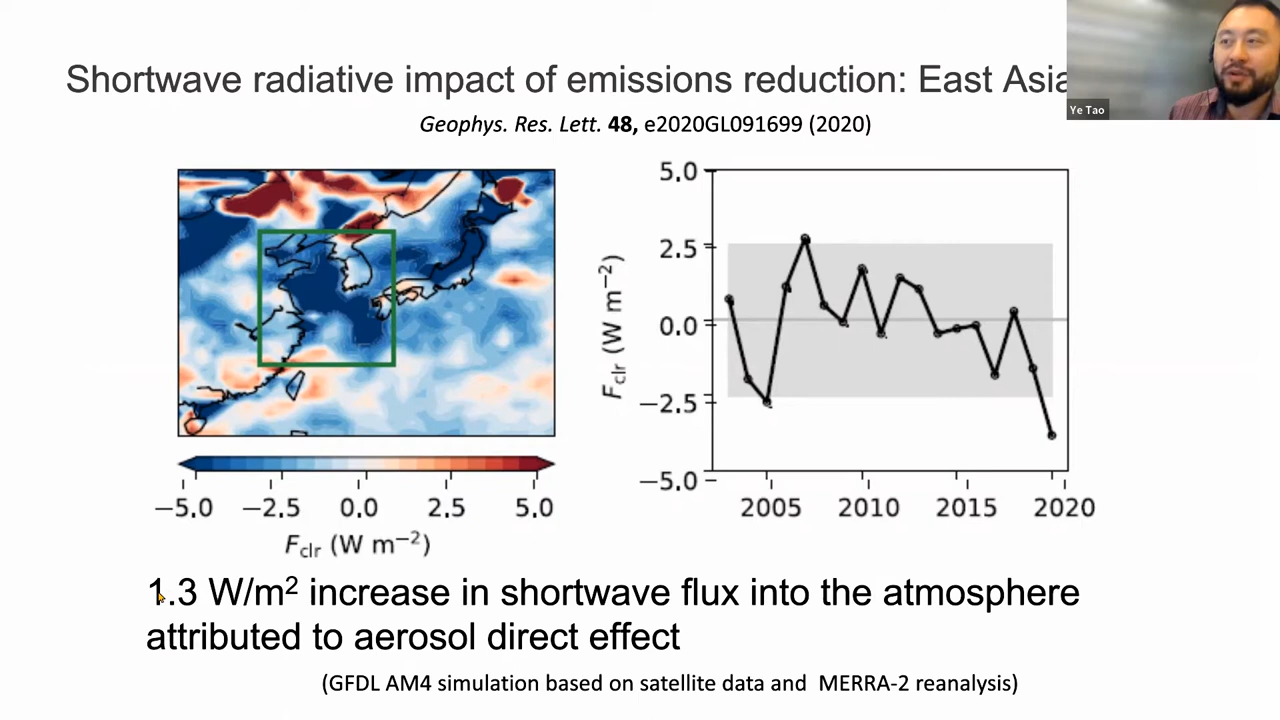 Shortwave radiative impact of emissions reduction: East Asia
Ye Tao
Geophys. Res. Lett. 48, e2020GL091699 (2020)
5.0
2.5
0.0
−2.5
−5.0
F_clr (W m⁻²)
2005 2010 2015 2020
−5.0 −2.5 0.0 2.5 5.0
F_clr (W m⁻²)
1.3 W/m² increase in shortwave flux into the atmosphere
attributed to aerosol direct effect
(GFDL AM4 simulation based on satellite data and MERRA-2 reanalysis)